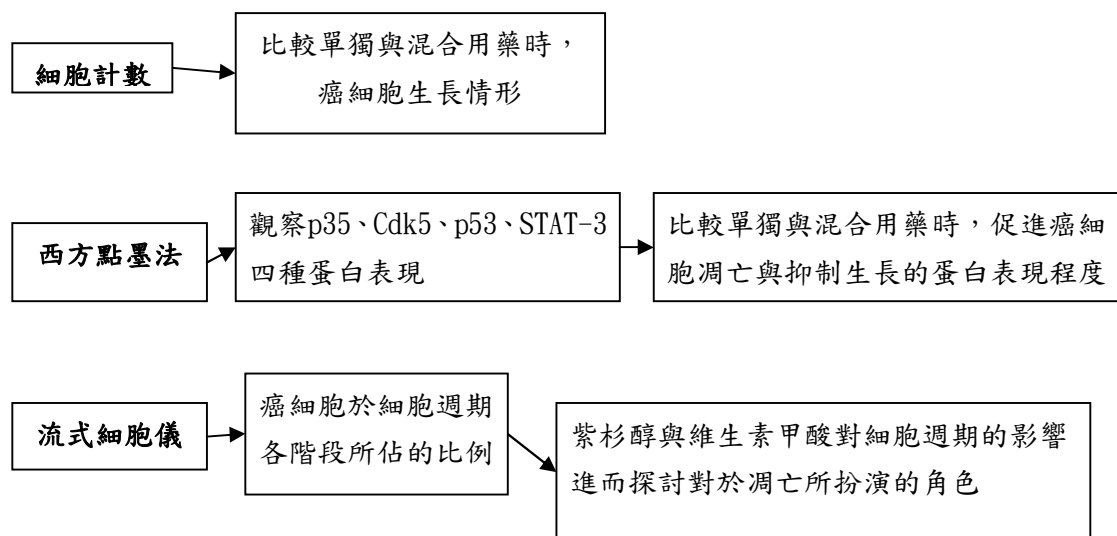 細胞計數
比較單獨與混合用藥時，
癌細胞生長情形
西方點墨法
觀察p35、Cdk5、p53、STAT-3
四種蛋白表現
比較單獨與混合用藥時，促進癌細
胞凋亡與抑制生長的蛋白表現程度
流式細胞儀
癌細胞於細胞週期
各階段所佔的比例
紫杉醇與維生素甲酸對細胞週期的影響
進而探討對於凋亡所扮演的角色